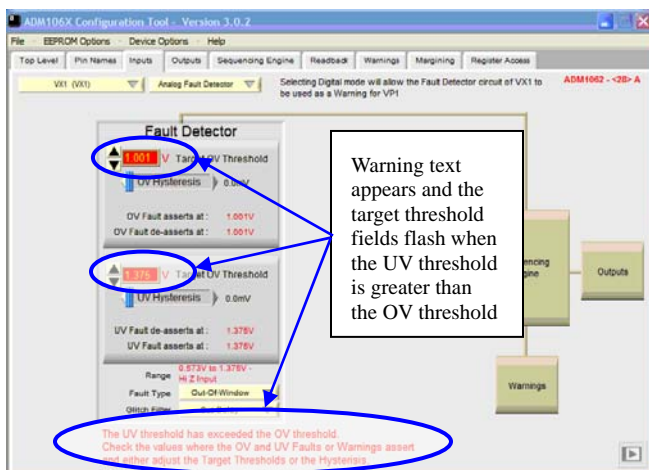 ADM106X Configuration Tool - Version 3.0.2
File EEPROM Options Device Options Help
Top Level Pin Names Inputs Outputs Sequencing Engine Readback Warnings Margining Register Access
VX1 (VX1) Analog Fault Detector
Selecting Digital mode will allow the Fault Detector circuit of VX1 to
be used as a Warning for VP1
ADM1062 - <28> A
Fault Detector
1.001 V Target OV Threshold
OV Hysteresis 0.0mV
OV Fault asserts at : 1.001V
OV Fault de-asserts at : 1.001V
1.375 V Target OV Threshold
UV Hysteresis 0.0mV
UV Fault de-asserts at : 1.375V
UV Fault asserts at : 1.375V
Range 0.573V to 1.375V -
Hi Z Input
Fault Type Out-Of-Window
Glitch Filter
Warning text
appears and the
target threshold
fields flash when
the UV threshold
is greater than
the OV threshold
Outputs
Warnings
The UV threshold has exceeded the OV threshold.
Check the values where the OV and UV Faults or Warnings assert
and either adjust the Target Thresholds or the Hysterisis